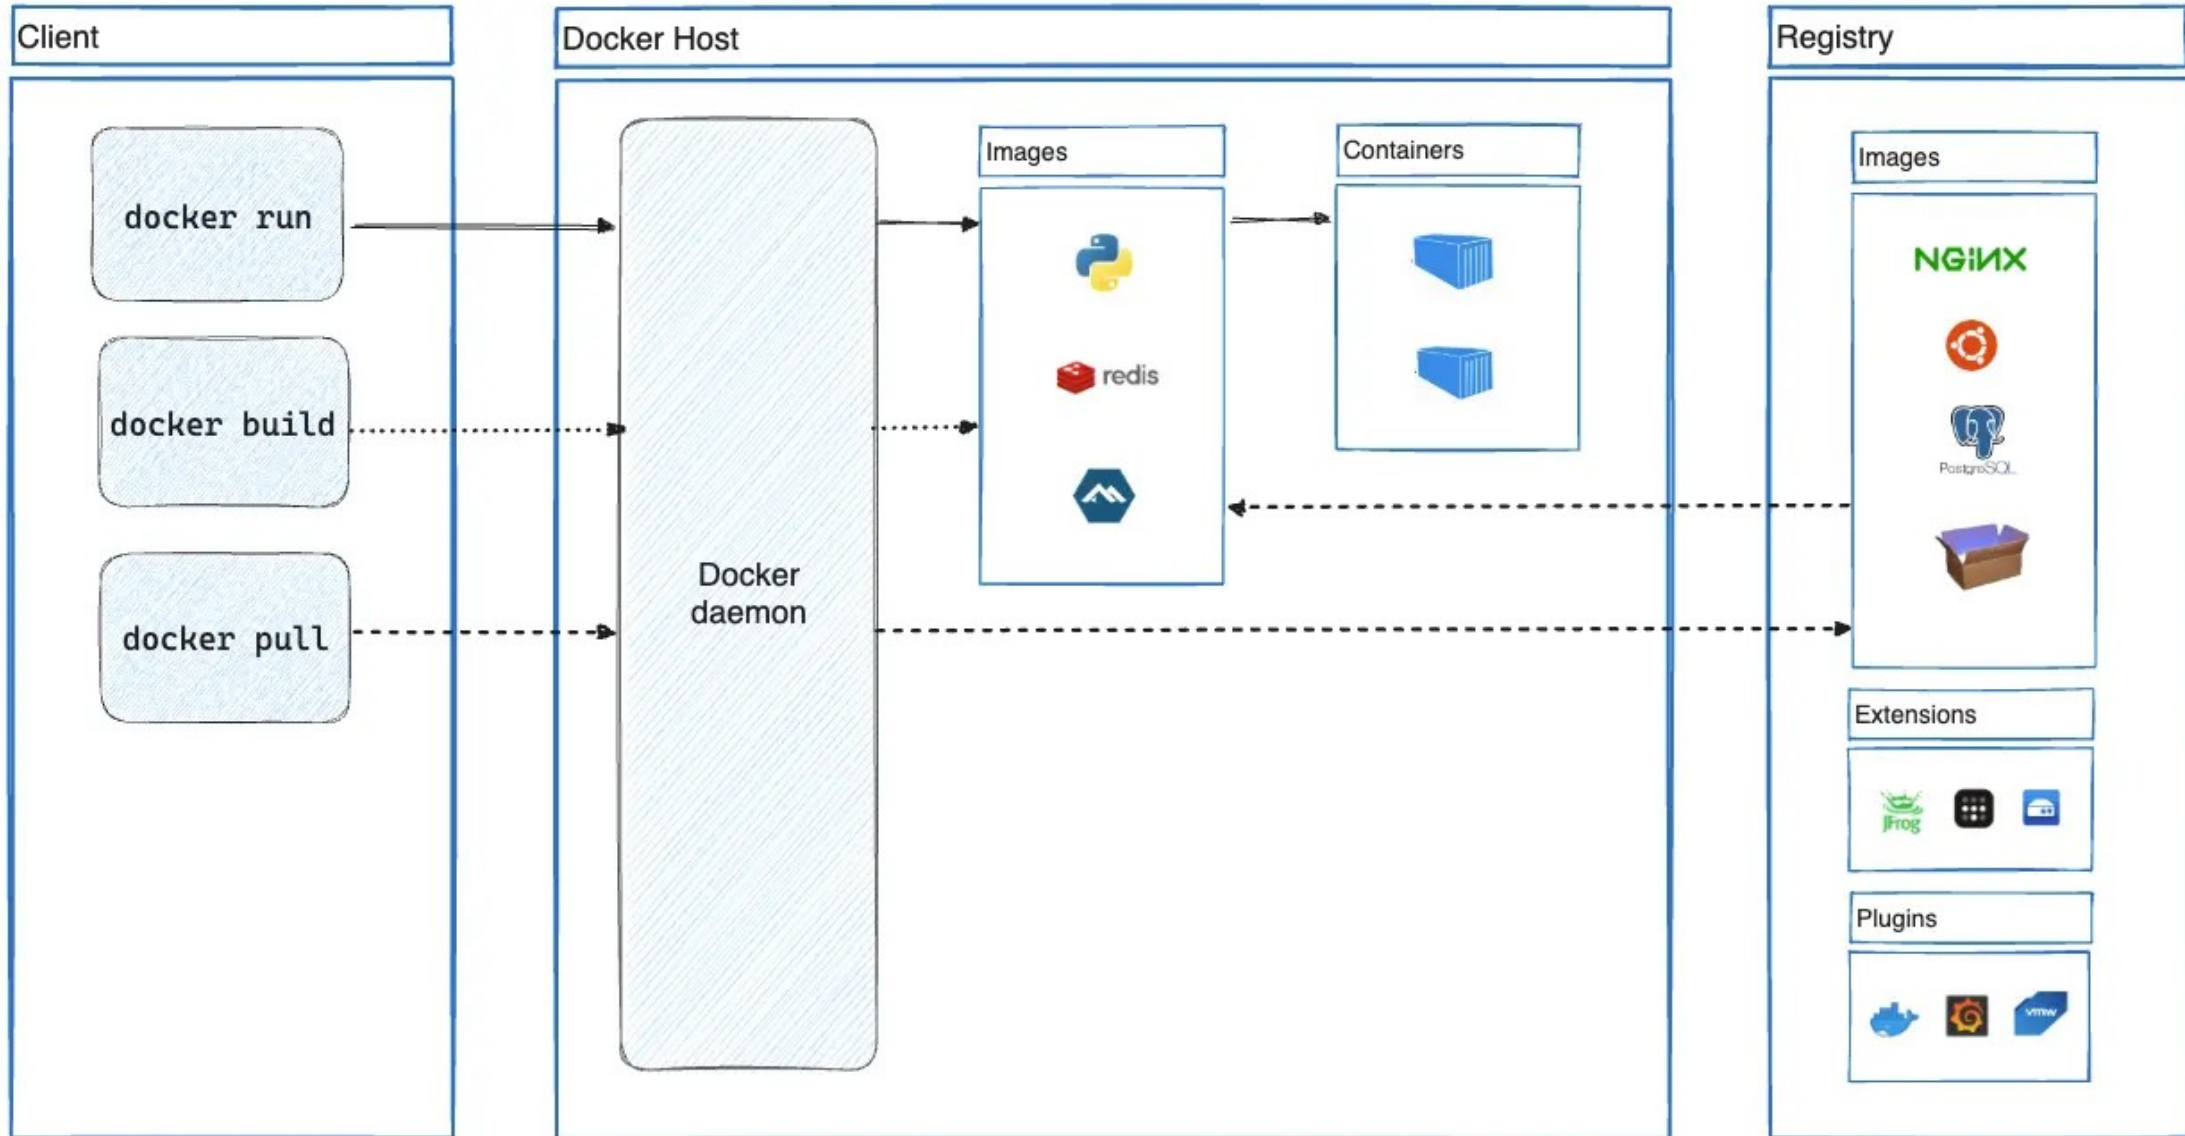 Client
docker run
docker build
docker pull
Docker Host
Docker
daemon
Images
redis
Containers
Registry
Images
NGINX
PostgreSQL
Extensions
JFrog
Plugins
vmw